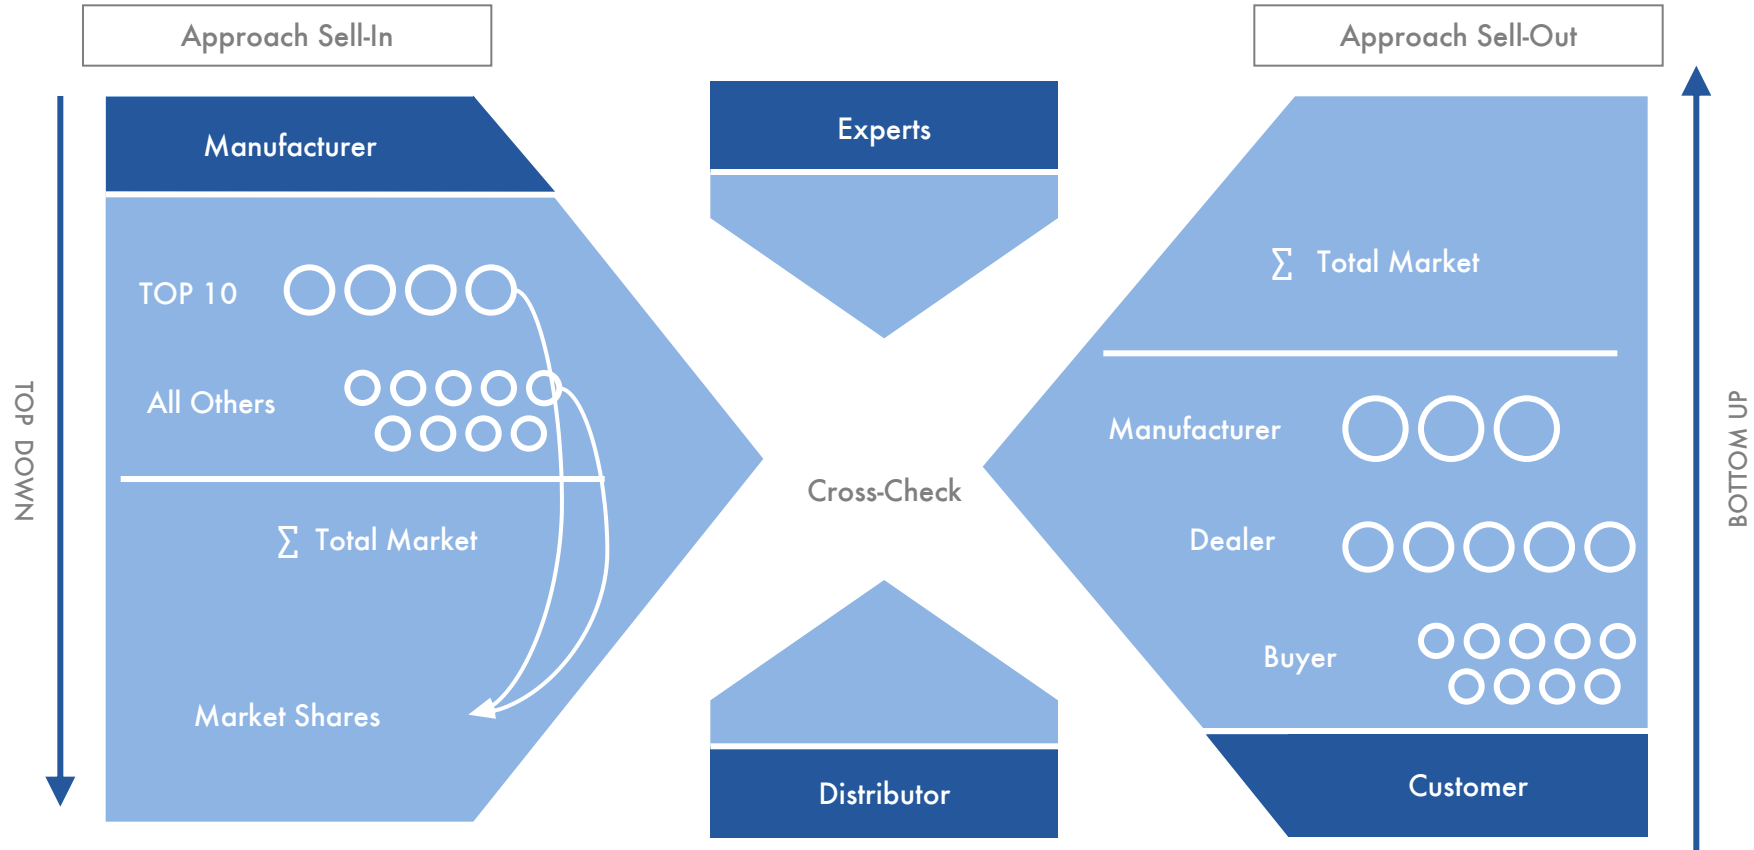 Approach Sell-In
Manufacturer
TOP 10
All Others
∑ Total Market
Market Shares
TOP DOWN
Experts
Cross-Check
Distributor
Approach Sell-Out
∑ Total Market
Manufacturer
Dealer
Buyer
Customer
BOTTOM UP